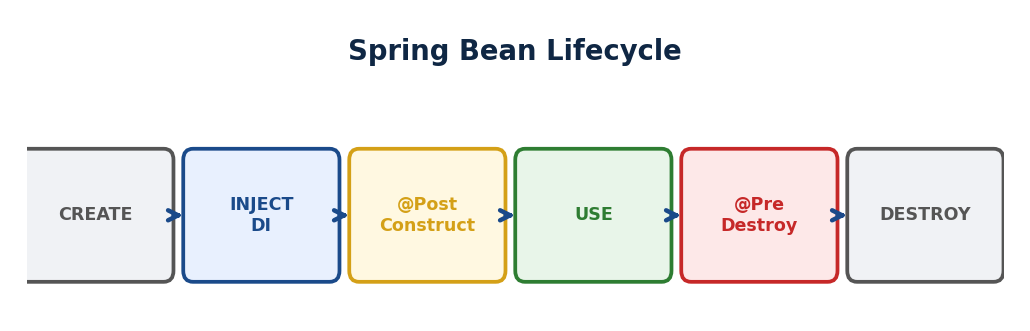 Spring Bean Lifecycle
CREATE
INJECT
DI
@Post
Construct
USE
@Pre
Destroy
DESTROY